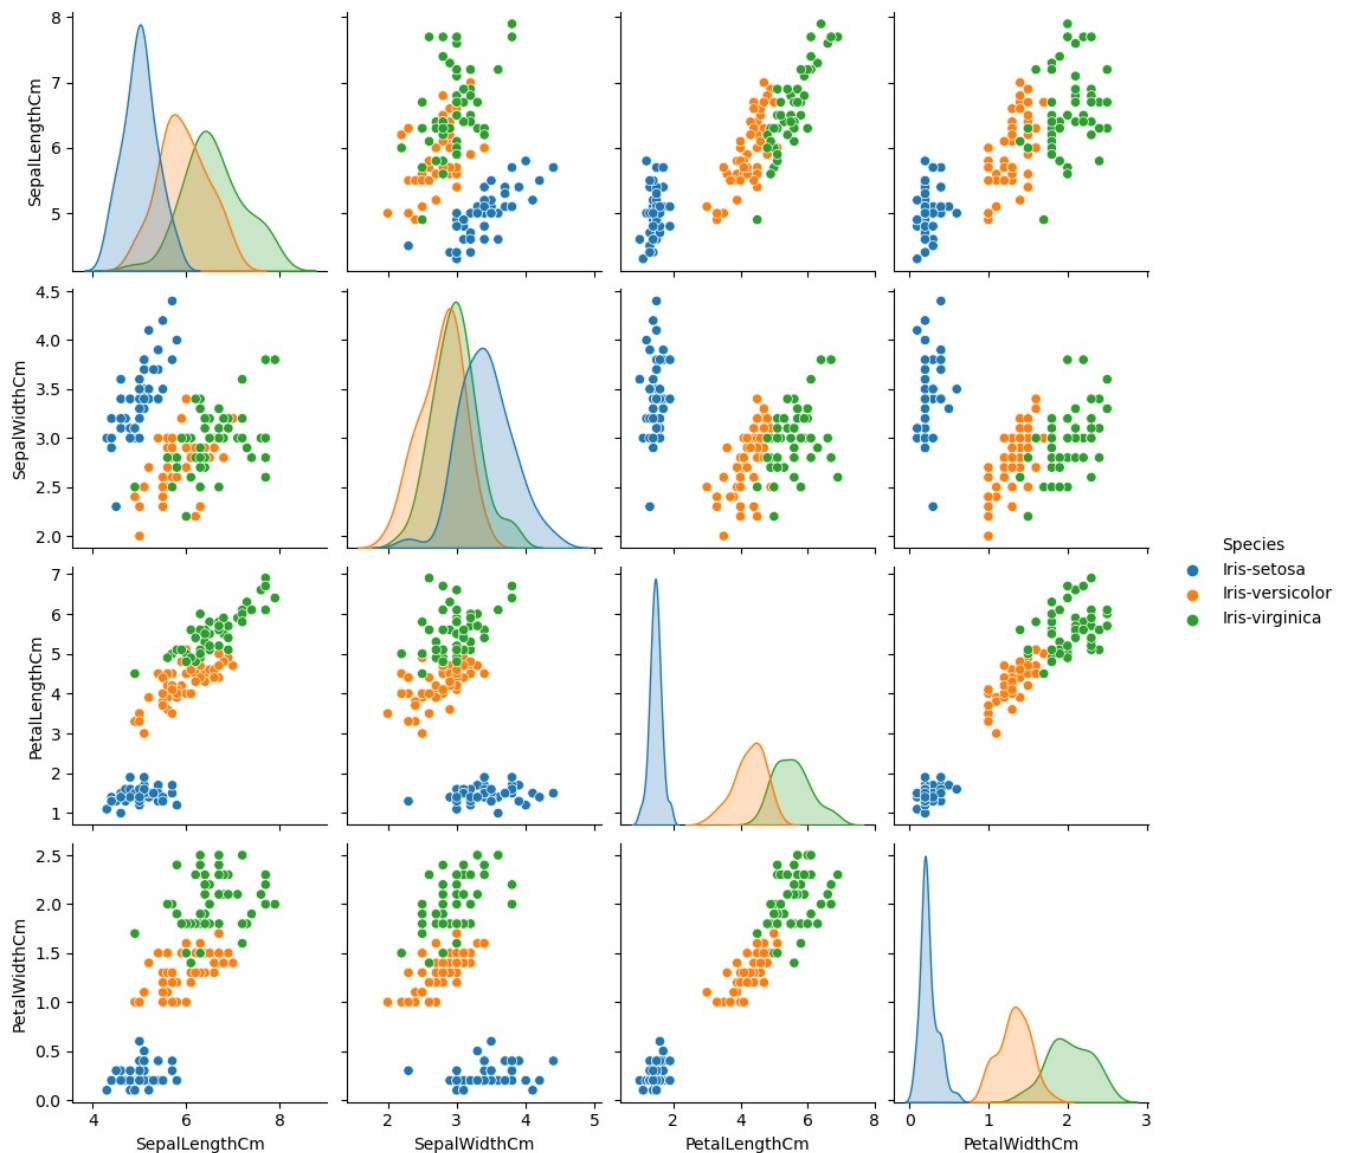 8
7
6
5
SepalLengthCm
4.5
4.0
3.5
3.0
2.5
2.0
SepalWidthCm
Species
Iris-setosa
Iris-versicolor
Iris-virginica
7
6
5
4
3
2
1
PetalLengthCm
2.5
2.0
1.5
1.0
0.5
0.0
PetalWidthCm
4 6 8
SepalLengthCm
2 3 4 5
SepalWidthCm
2 4 6 8
PetalLengthCm
0 1 2 3
PetalWidthCm